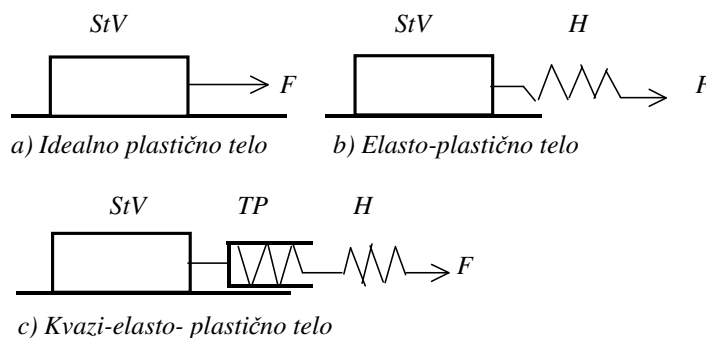 StV StV H
F F
a) Idealno plastično telo b) Elasto-plastično telo
StV TP H
F
c) Kvazi-elasto- plastično telo